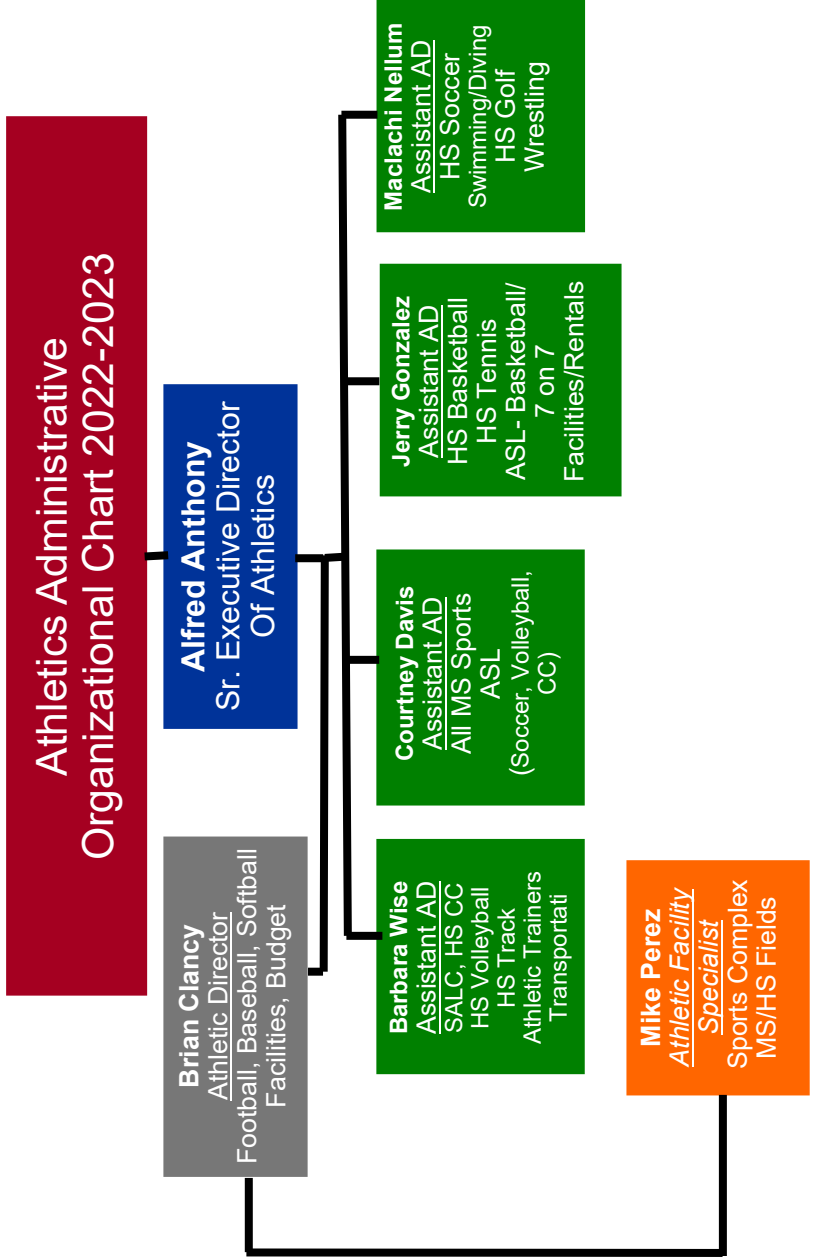 Athletics Administrative
Organizational Chart 2022-2023
Alfred Anthony
Sr. Executive Director
Of Athletics
Brian Clancy
Athletic Director
Football, Baseball, Softball
Facilities, Budget
Barbara Wise
Assistant AD
SALC, HS CC
HS Volleyball
HS Track
Athletic Trainers
Transportati
Courtney Davis
Assistant AD
All MS Sports
ASL
(Soccer, Volleyball,
CC)
Jerry Gonzalez
Assistant AD
HS Basketball
HS Tennis
ASL- Basketball/
7 on 7
Facilities/Rentals
Maclachi Nellum
Assistant AD
HS Soccer
Swimming/Diving
HS Golf
Wrestling
Mike Perez
Athletic Facility
Specialist
Sports Complex
MS/HS Fields